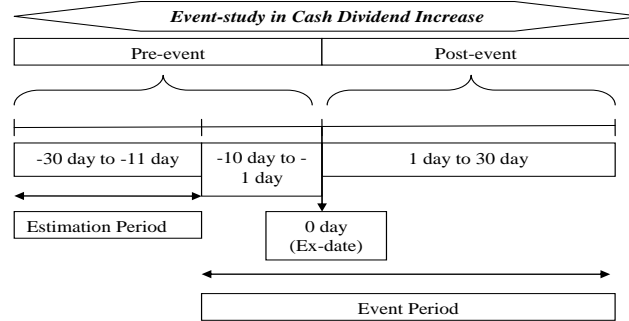 Event-study in Cash Dividend Increase
Pre-event
Post-event
-30 day to -11 day
-10 day to -
1 day
1 day to 30 day
Estimation Period
0 day
(Ex-date)
Event Period